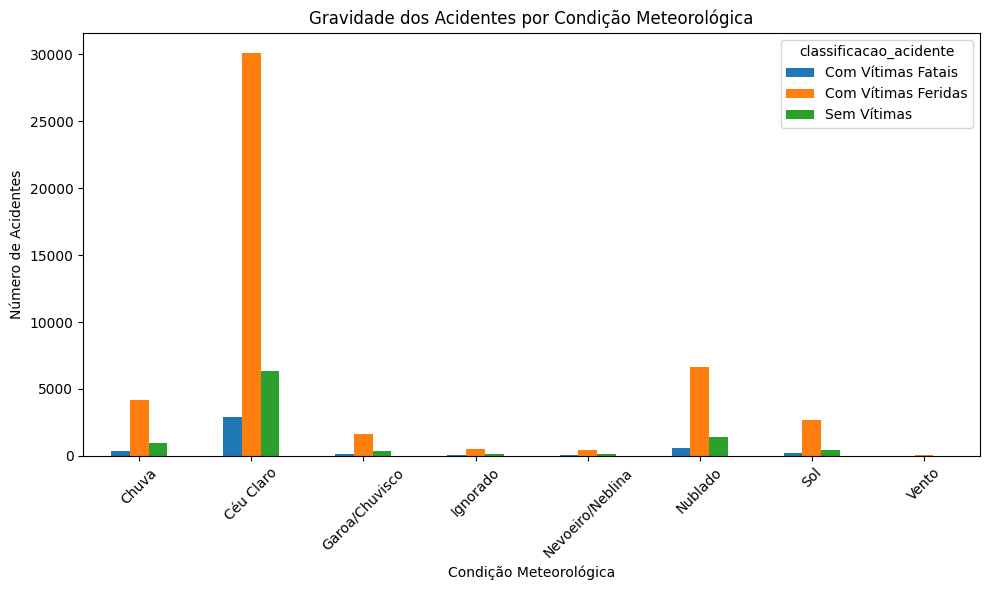 Gravidade dos Acidentes por Condição Meteorológica
classificacao_acidente
Com Vítimas Fatais
Com Vítimas Feridas
Sem Vítimas
Número de Acidentes
30000
25000
20000
15000
10000
5000
0
Chuva
Céu Claro
Garoa/Chuvisco
Ignorado
Nevoeiro/Neblina
Nublado
Sol
Vento
Condição Meteorológica